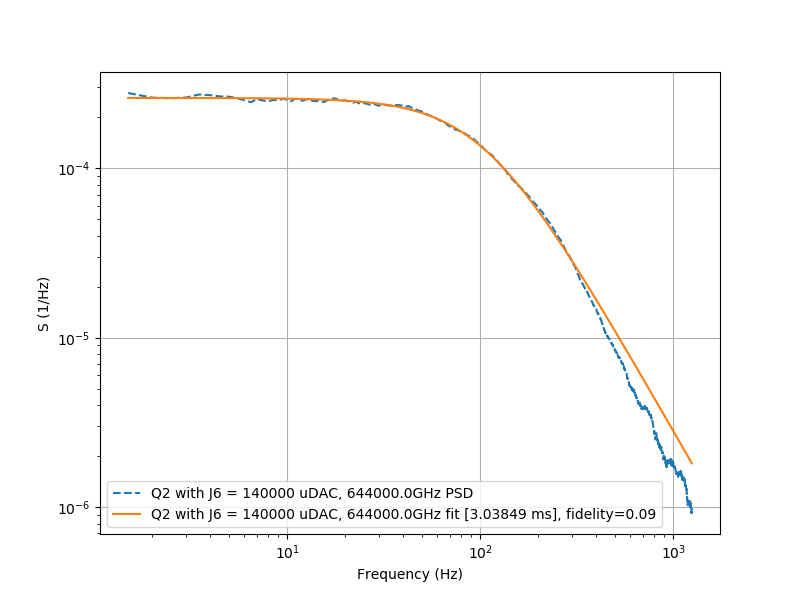 S (1/Hz)
10⁻⁴
10⁻⁵
10⁻⁶
Q2 with J6 = 140000 uDAC, 644000.0GHz PSD
Q2 with J6 = 140000 uDAC, 644000.0GHz fit [3.03849 ms], fidelity=0.09
10¹ 10² 10³
Frequency (Hz)